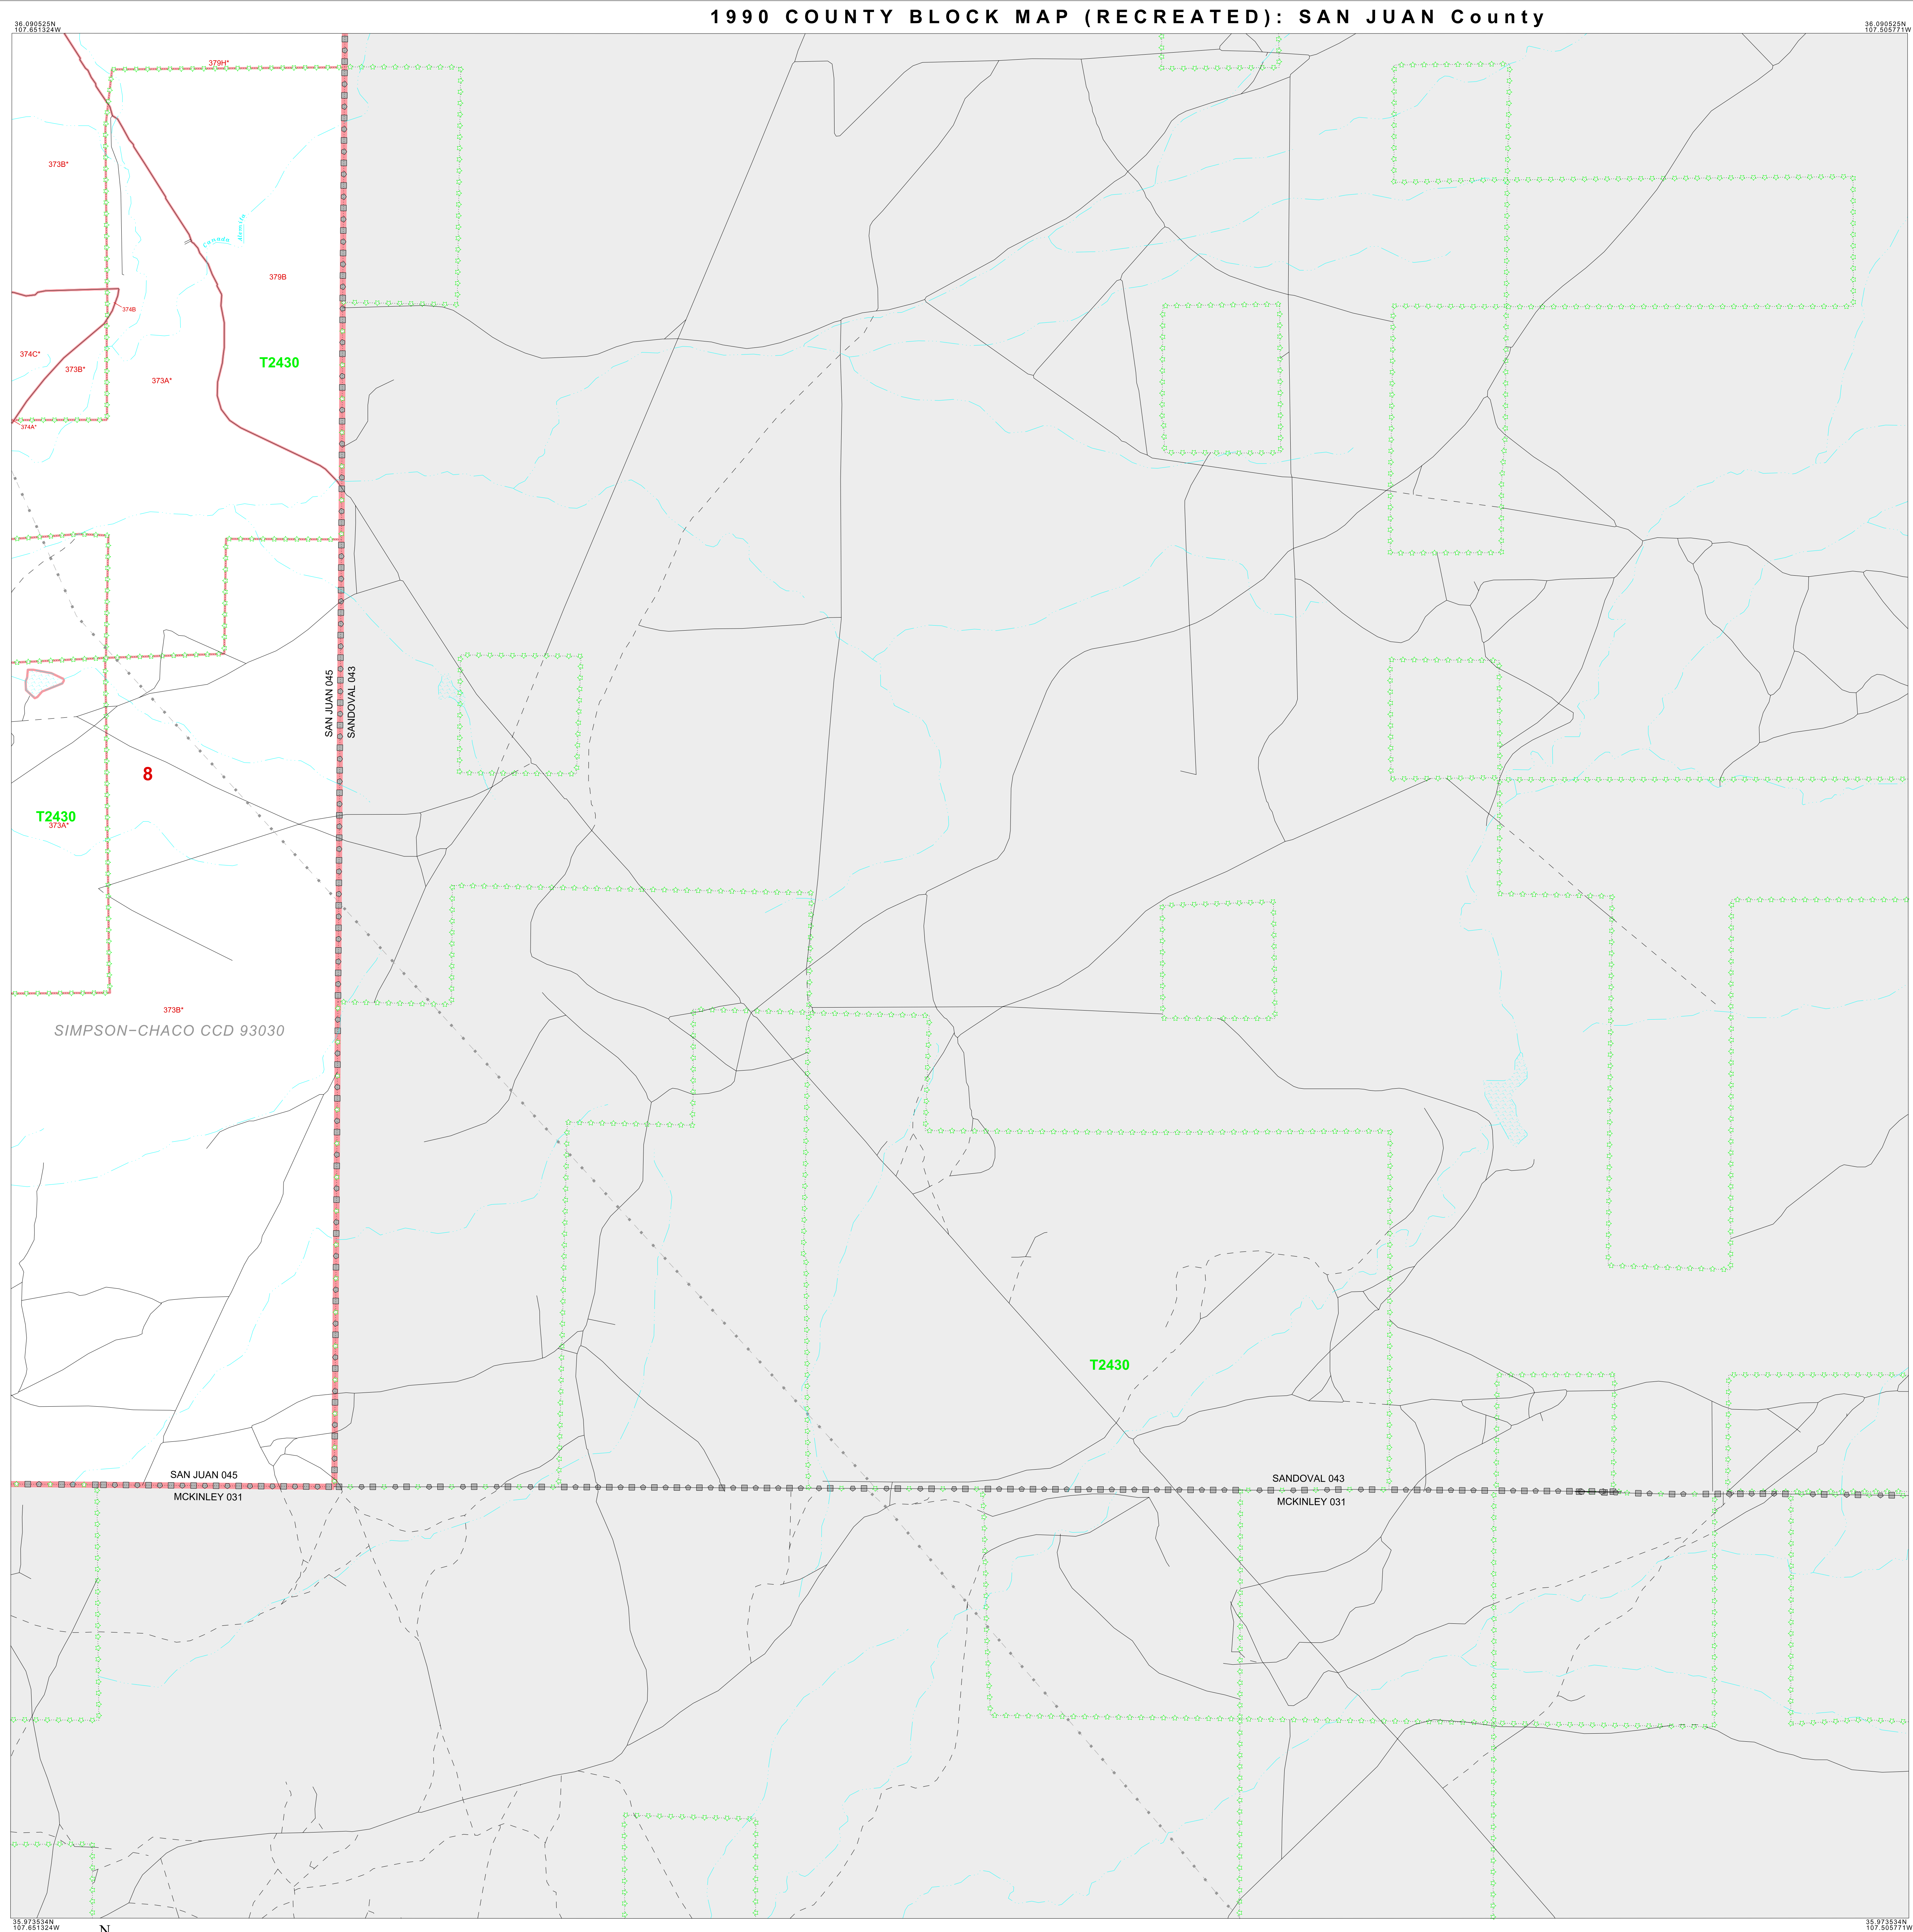 1990 COUNTY BLOCK MAP (RECREATED): SAN JUAN County
36.090525N
107.651324W
36.090525N
107.505771W
379H*
373B*
Canada Alemita
379B
374B
374C*
T2430
373B*
373A*
374A*
SAN JUAN 045
SANDOVAL 043
8
T2430
373A*
373B*
SIMPSON-CHACO CCD 93030
T2430
SAN JUAN 045
MCKINLEY 031
SANDOVAL 043
MCKINLEY 031
35.973534N
107.651324W
N
35.973534N
107.505771W